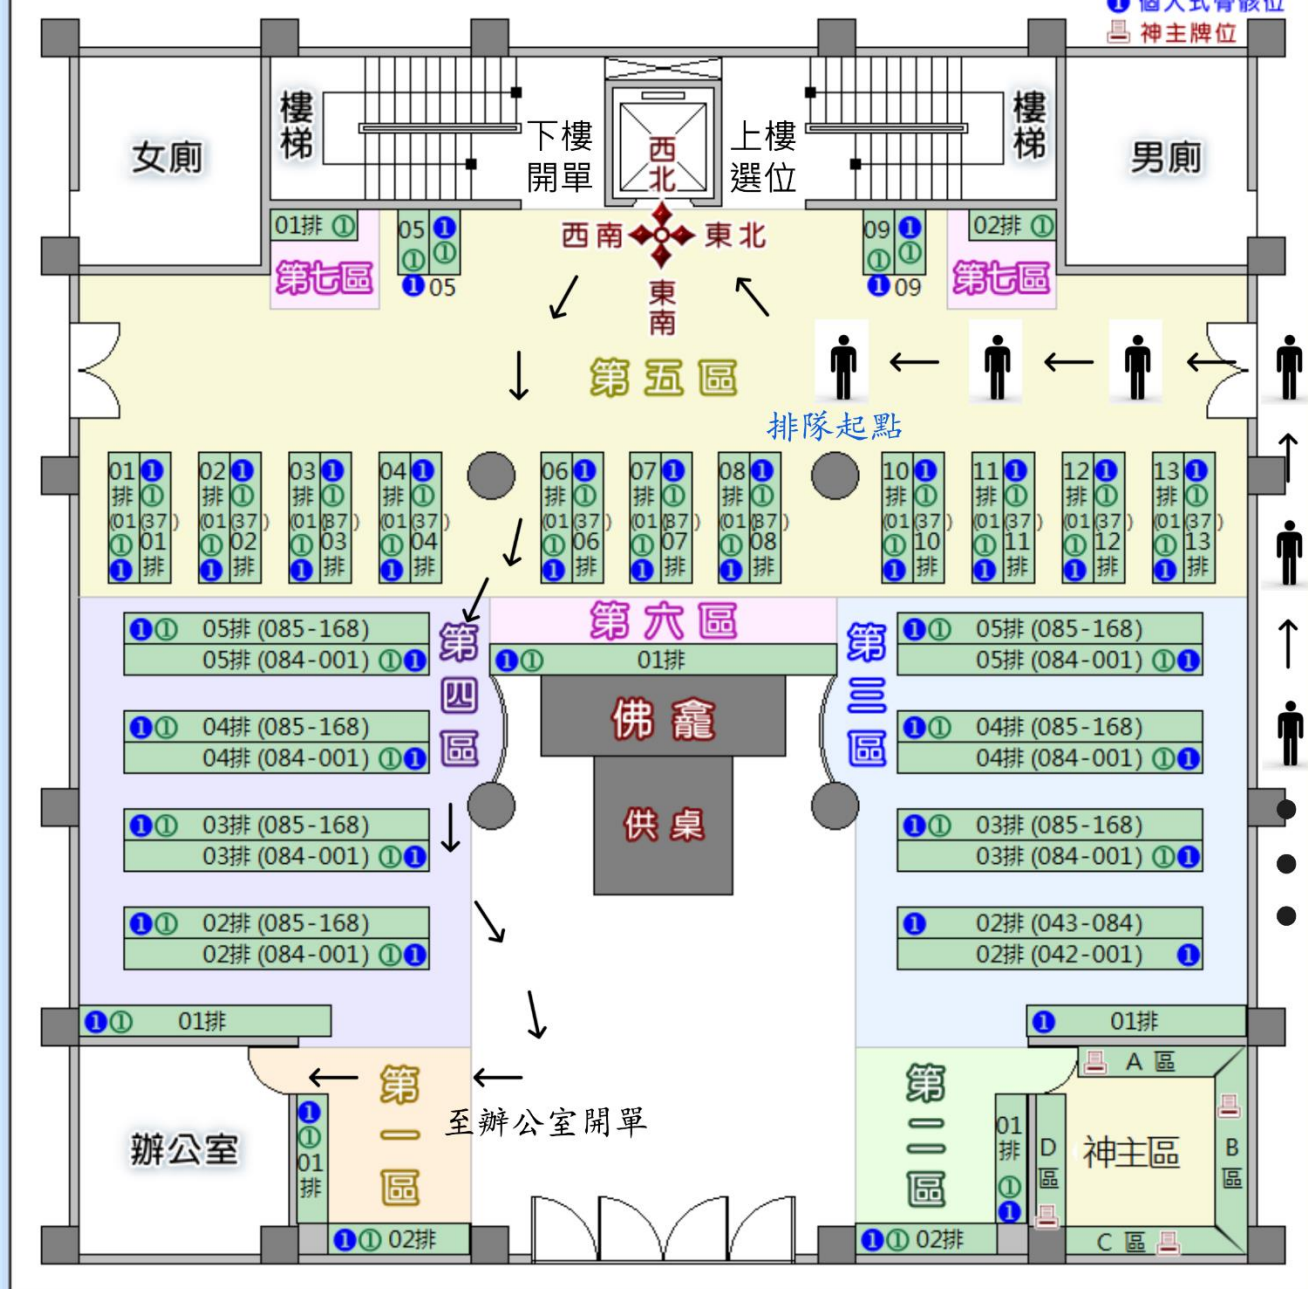 ❶ 個人式骨骸位
神主牌位
女廁
樓梯
下樓
開單
西北
上樓
選位
樓梯
男廁
01排 ①
第七區
05 ❶
① ①
❶ 05
西南
東北
東南
09 ❶
① ①
❶ 09
02排 ①
第七區
第五區
排隊起點
01 ❶
排 ①
(01 (37)
① 01
❶ 排
02 ❶
排 ①
(01 (37)
① 02
❶ 排
03 ❶
排 ①
(01 (37)
① 03
❶ 排
04 ❶
排 ①
(01 (37)
① 04
❶ 排
06 ❶
排 ①
(01 (37)
① 06
❶ 排
07 ❶
排 ①
(01 (37)
① 07
❶ 排
08 ❶
排 ①
(01 (37)
① 08
❶ 排
10 ❶
排 ①
(01 (37)
① 10
❶ 排
11 ❶
排 ①
(01 (37)
① 11
❶ 排
12 ❶
排 ①
(01 (37)
① 12
❶ 排
13 ❶
排 ①
(01 (37)
① 13
❶ 排
第四區
❶① 05排 (085-168)
05排 (084-001) ①❶
❶① 04排 (085-168)
04排 (084-001) ①❶
❶① 03排 (085-168)
03排 (084-001) ①❶
❶① 02排 (085-168)
02排 (084-001) ①❶
❶① 01排
第六區
❶① 01排
佛龕
供桌
第三區
❶① 05排 (085-168)
05排 (084-001) ①❶
❶① 04排 (085-168)
04排 (084-001) ①❶
❶① 03排 (085-168)
03排 (084-001) ①❶
❶ 02排 (043-084)
02排 (042-001) ❶
❶ 01排
辦公室
❶①01排
第一區
至辦公室開單
❶① 02排
第二區
01排①❶
❶① 02排
A 區
B區
C 區
D區
神主區